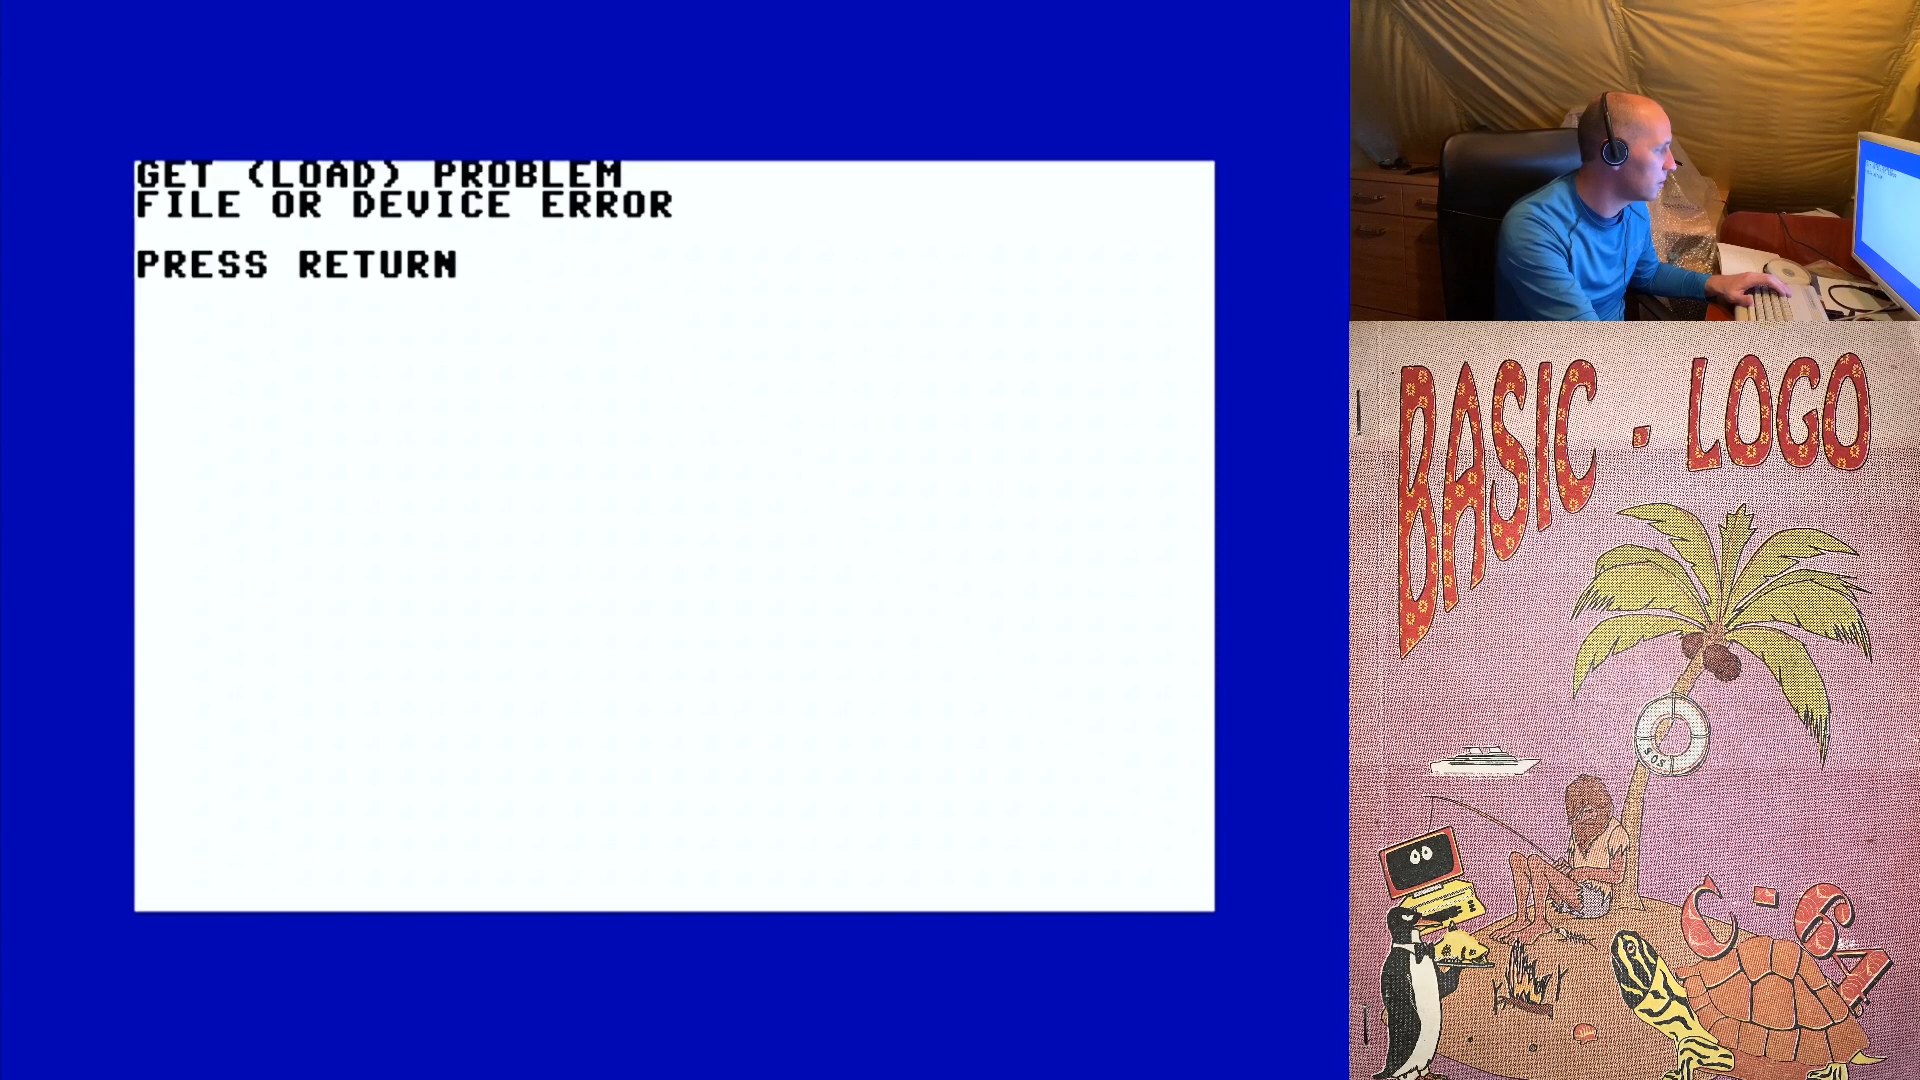 GET (LOAD) PROBLEM
FILE OR DEVICE ERROR
PRESS RETURN
BASIC - LOGO
SOS
C-64